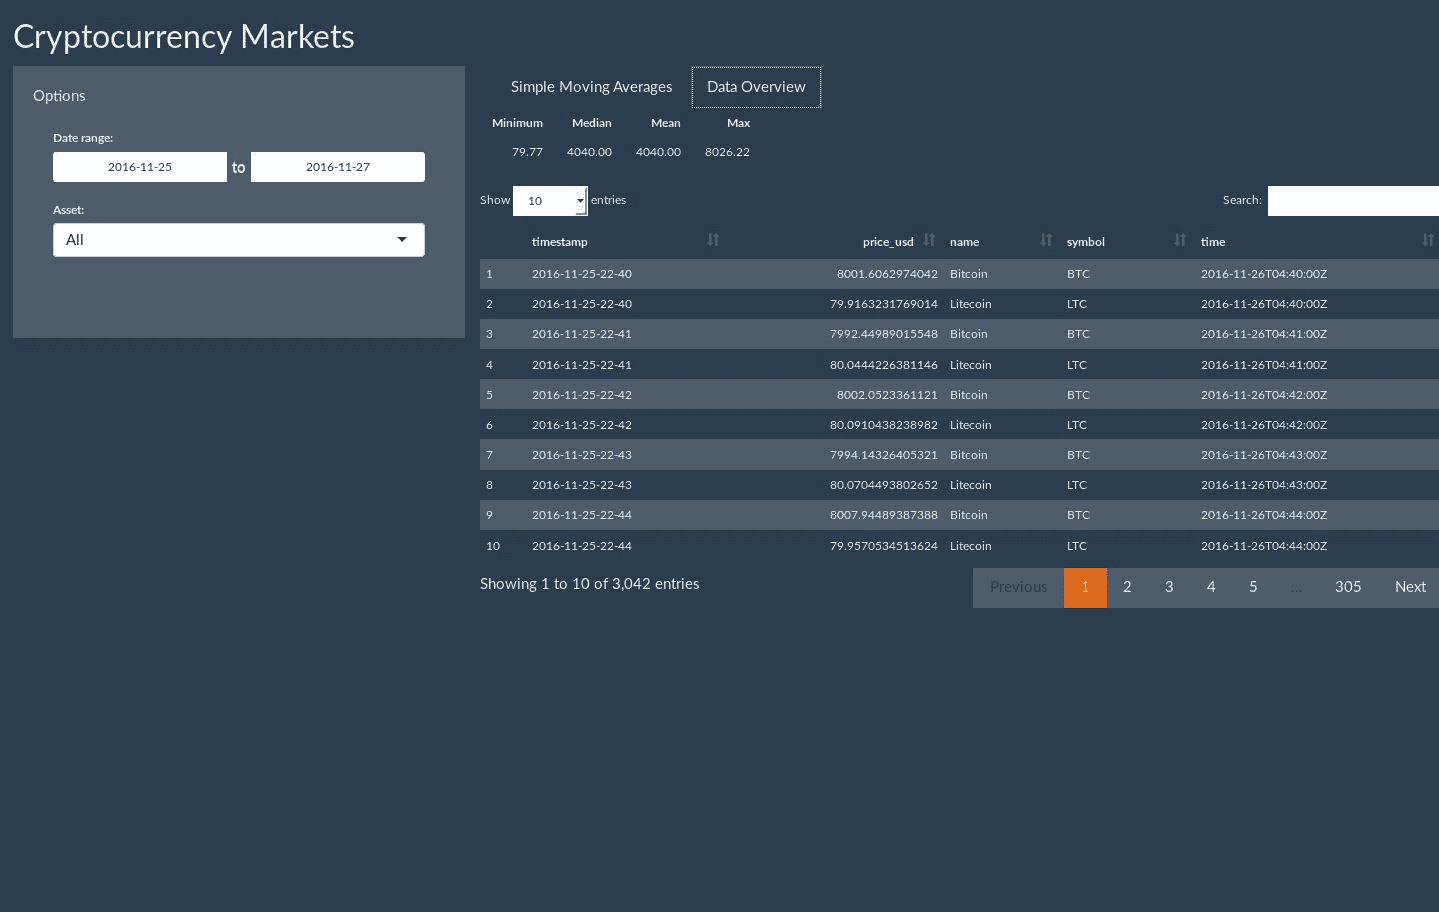 Cryptocurrency Markets
Options
Date range:
2016-11-25 to 2016-11-27
Asset:
All
Simple Moving Averages Data Overview
Minimum Median Mean Max
79.77 4040.00 4040.00 8026.22
Show 10 entries Search:
timestamp price_usd name symbol time
1 2016-11-25-22-40 8001.6062974042 Bitcoin BTC 2016-11-26T04:40:00Z
2 2016-11-25-22-40 79.9163231769014 Litecoin LTC 2016-11-26T04:40:00Z
3 2016-11-25-22-41 7992.44989015548 Bitcoin BTC 2016-11-26T04:41:00Z
4 2016-11-25-22-41 80.0444226381146 Litecoin LTC 2016-11-26T04:41:00Z
5 2016-11-25-22-42 8002.0523361121 Bitcoin BTC 2016-11-26T04:42:00Z
6 2016-11-25-22-42 80.0910438238982 Litecoin LTC 2016-11-26T04:42:00Z
7 2016-11-25-22-43 7994.14326405321 Bitcoin BTC 2016-11-26T04:43:00Z
8 2016-11-25-22-43 80.0704493802652 Litecoin LTC 2016-11-26T04:43:00Z
9 2016-11-25-22-44 8007.94489387388 Bitcoin BTC 2016-11-26T04:44:00Z
10 2016-11-25-22-44 79.9570534513624 Litecoin LTC 2016-11-26T04:44:00Z
Showing 1 to 10 of 3,042 entries Previous 1 2 3 4 5 … 305 Next